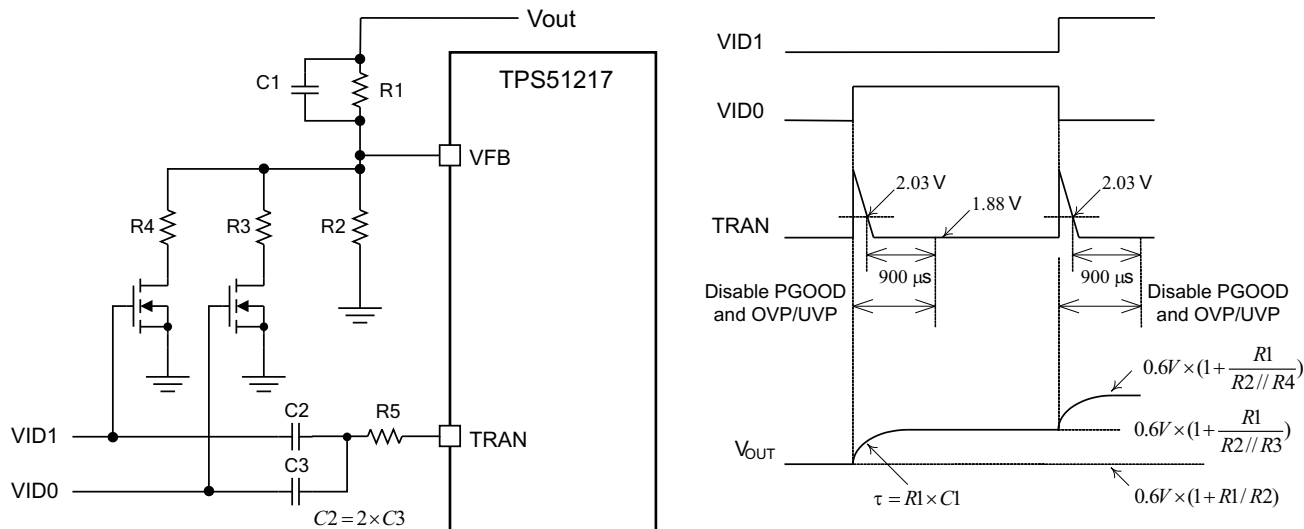 Vout
TPS51217
C1
R1
VFB
R4
R3
R2
C2
R5
VID1
TRAN
C3
VID0
C2 = 2 × C3
VID1
VID0
2.03 V
2.03 V
1.88 V
TRAN
900 µs
900 µs
Disable PGOOD
and OVP/UVP
Disable PGOOD
and OVP/UVP
0.6V × (1 + R1 / R2 // R4)
0.6V × (1 + R1 / R2 // R3)
VOUT
τ = R1 × C1
0.6V × (1 + R1 / R2)